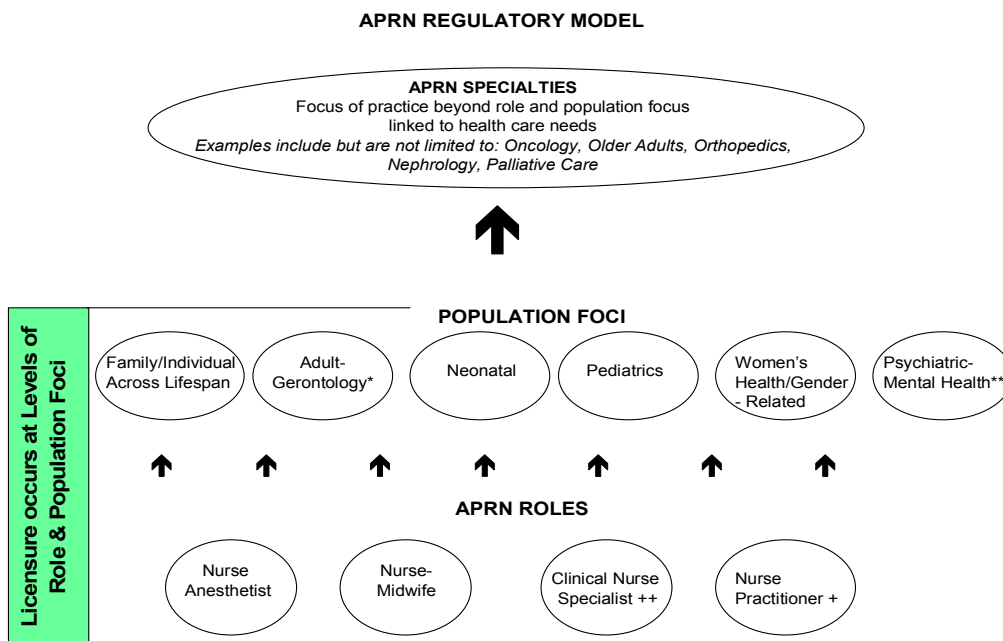 APRN REGULATORY MODEL
APRN SPECIALTIES
Focus of practice beyond role and population focus
linked to health care needs
Examples include but are not limited to: Oncology, Older Adults, Orthopedics,
Nephrology, Palliative Care
Licensure occurs at Levels of
Role & Population Foci
POPULATION FOCI
Family/Individual
Across Lifespan
Adult-
Gerontology*
Neonatal
Pediatrics
Women's
Health/Gender
- Related
Psychiatric-
Mental Health**
APRN ROLES
Nurse
Anesthetist
Nurse-
Midwife
Clinical Nurse
Specialist ++
Nurse
Practitioner +